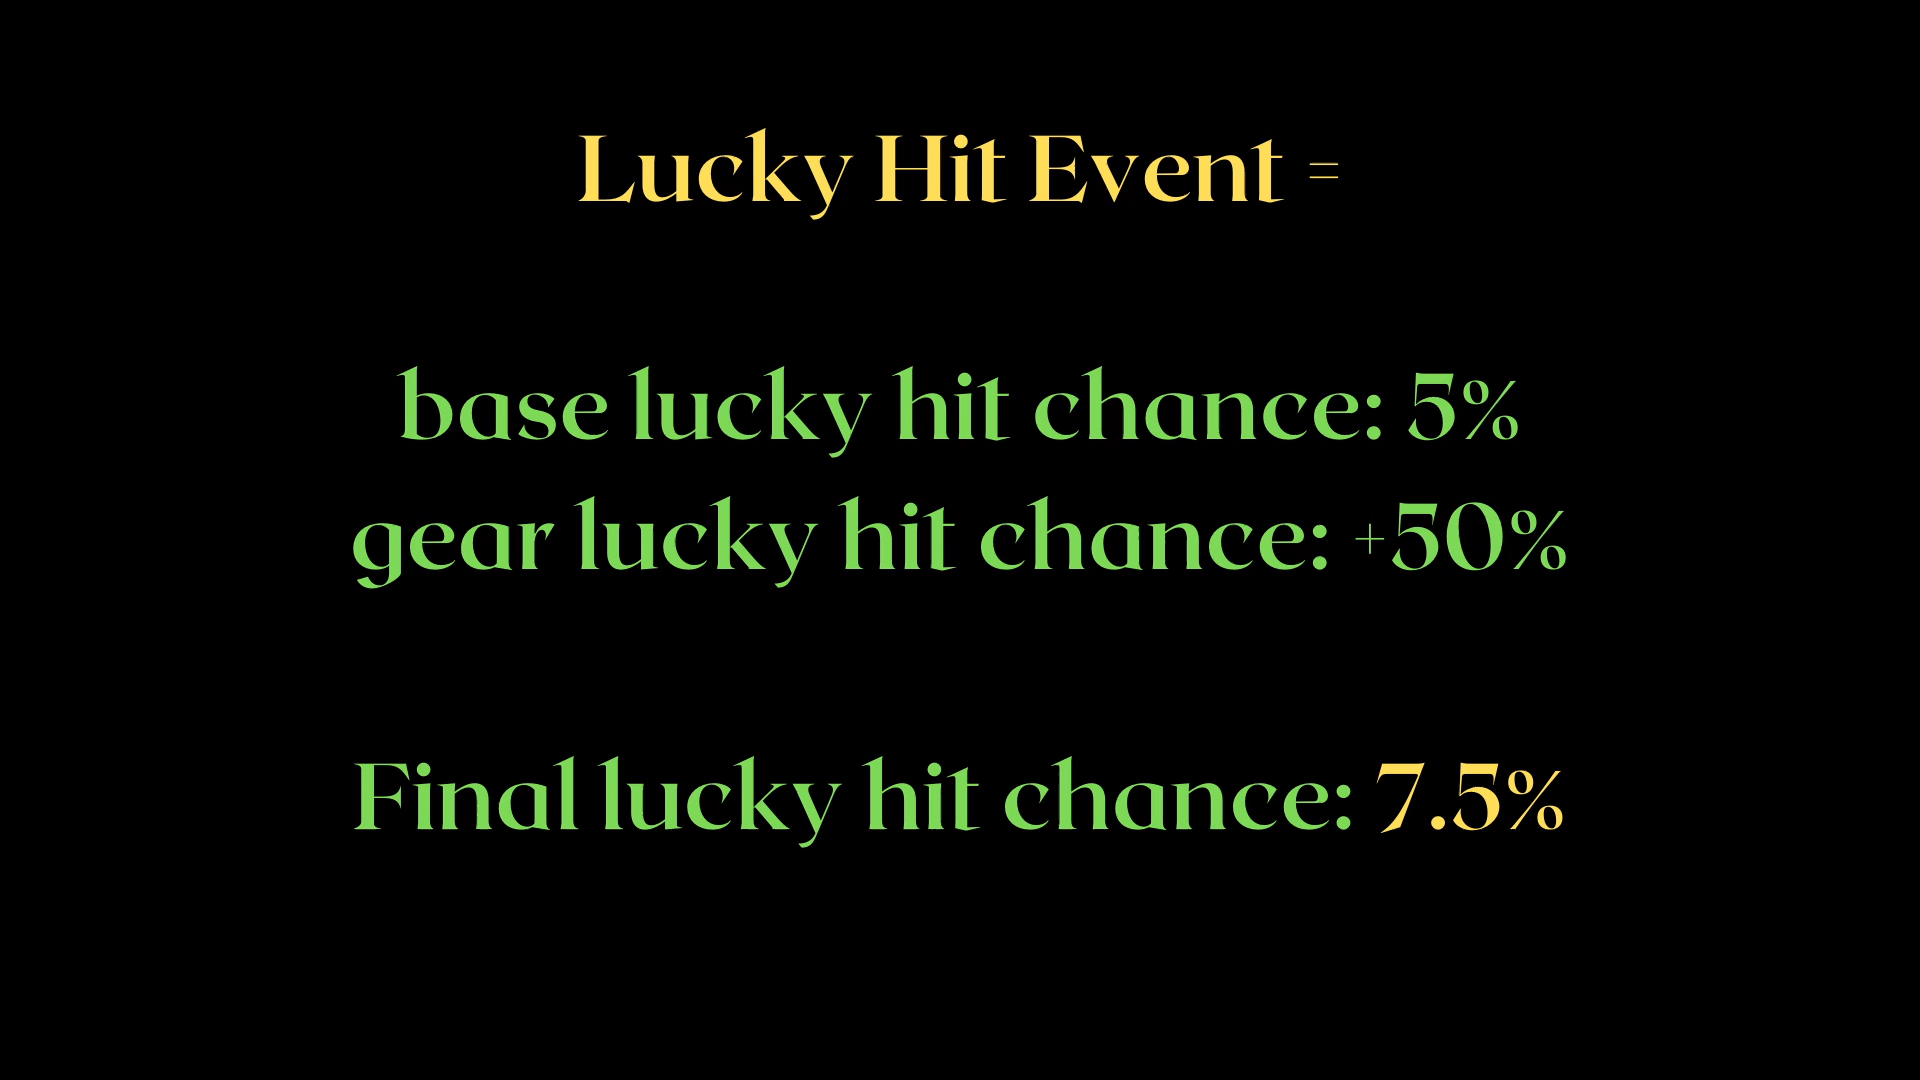 Lucky Hit Event =
base lucky hit chance: 5%
gear lucky hit chance: +50%
Final lucky hit chance: 7.5%